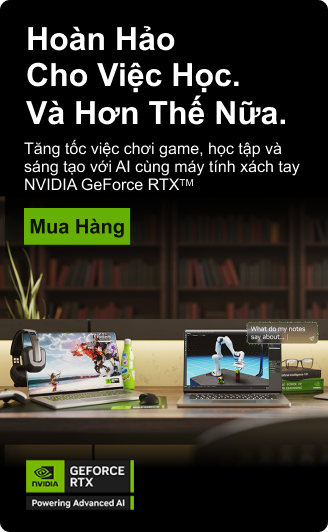 Hoàn Hảo
Cho Việc Học.
Và Hơn Thế Nữa.
Tăng tốc việc chơi game, học tập và
sáng tạo với AI cùng máy tính xách tay
NVIDIA GeForce RTX™
Mua Hàng
What do my notes
say about...
NVIDIA
GEFORCE
RTX
Powering Advanced AI